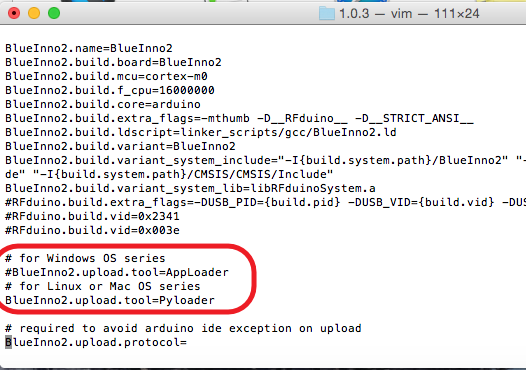 1.0.3 — vim — 111×24
BlueInno2.name=BlueInno2
BlueInno2.build.board=BlueInno2
BlueInno2.build.mcu=cortex-m0
BlueInno2.build.f_cpu=16000000
BlueInno2.build.core=arduino
BlueInno2.build.extra_flags=-mthumb -D__RFduino__ -D__STRICT_ANSI__
BlueInno2.build.ldscript=linker_scripts/gcc/BlueInno2.ld
BlueInno2.build.variant=BlueInno2
BlueInno2.build.variant_system_include="-I{build.system.path}/BlueInno2" "-
de" "-I{build.system.path}/CMSIS/CMSIS/Include"
BlueInno2.build.variant_system_lib=libRFduinoSystem.a
#RFduino.build.extra_flags=-DUSB_PID={build.pid} -DUSB_VID={build.vid} -DUS
#RFduino.build.vid=0x2341
#RFduino.build.vid=0x003e
# for Windows OS series
#BlueInno2.upload.tool=AppLoader
# for Linux or Mac OS series
BlueInno2.upload.tool=Pyloader
# required to avoid arduino ide exception on upload
BlueInno2.upload.protocol=